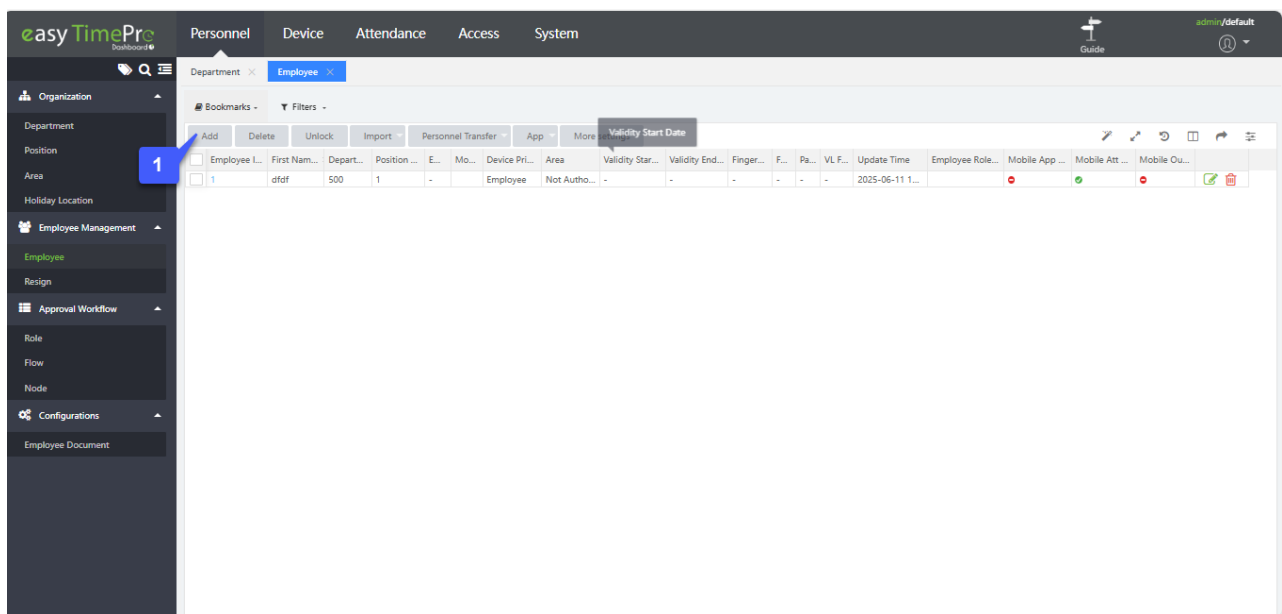 easy TimePro
Dashboard
Personnel Device Attendance Access System
Guide
admin/default
Department × Employee ×
Organization
Department
Position
Area
Holiday Location
Employee Management
Employee
Resign
Approval Workflow
Role
Flow
Node
Configurations
Employee Document
Bookmarks - Filters -
Add Delete Unlock Import Personnel Transfer App More
Validity Start Date
1
Employee I... First Nam... Depart... Position ... E... Mo... Device Pri... Area Validity Star... Validity End... Finger... F... Pa... VL F... Update Time Employee Role... Mobile App ... Mobile Att ... Mobile Ou...
1 dfdf 500 1 - Employee Not Autho... - - - - - - 2025-06-11 1...